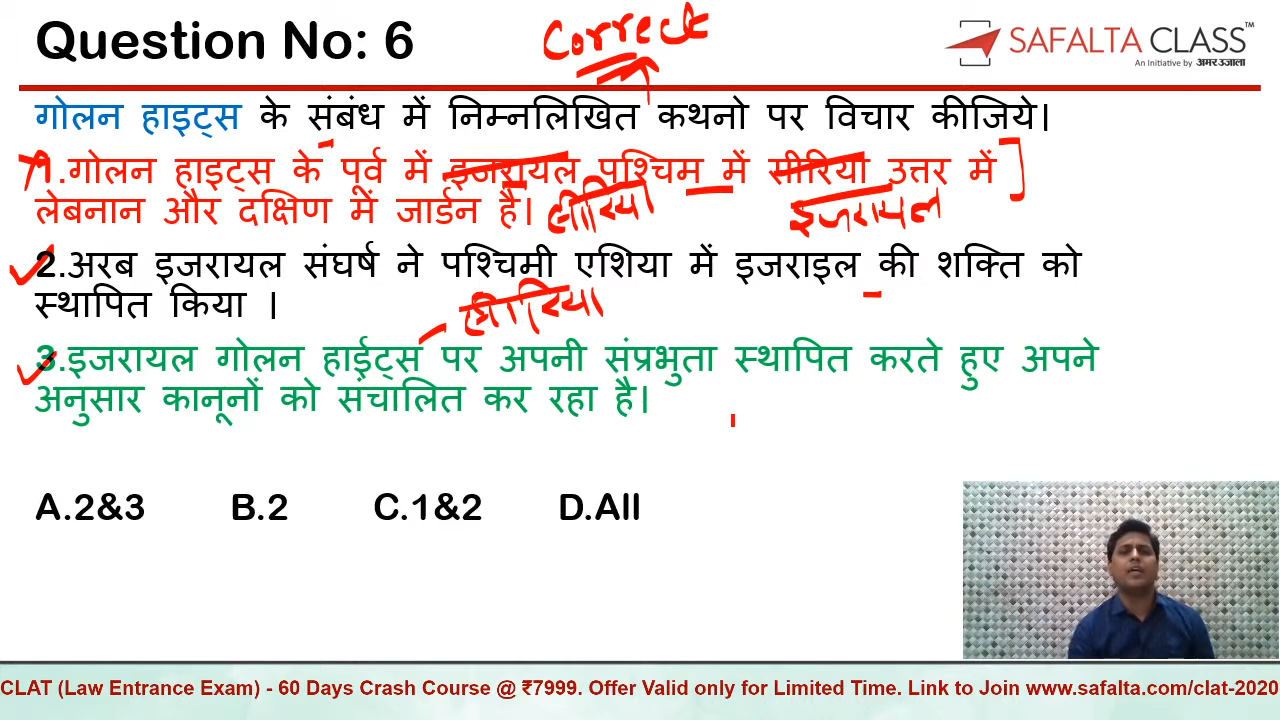 Question No: 6
Correct
SAFALTA CLASS™
An Initiative by अमर उजाला
गोलन हाइट्स के संबंध में निम्नलिखित कथनो पर विचार कीजिये।
1.गोलन हाइट्स के पूर्व में इजरायल पश्चिम में सीरिया उत्तर में
लेबनान और दक्षिण में जार्डन है।
सीरिया
इजरायल
2.अरब इजरायल संघर्ष ने पश्चिमी एशिया में इजराइल की शक्ति को
स्थापित किया ।
सीरिया
3.इजरायल गोलन हाईट्स पर अपनी संप्रभुता स्थापित करते हुए अपने
अनुसार कानूनों को संचालित कर रहा है।
A.2&3 B.2 C.1&2 D.All
CLAT (Law Entrance Exam) - 60 Days Crash Course @ ₹7999. Offer Valid only for Limited Time. Link to Join www.safalta.com/clat-2020